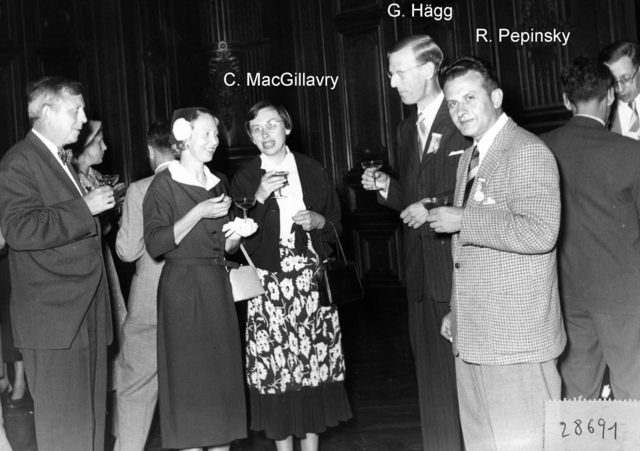 G. Hägg
R. Pepinsky
C. MacGillavry
28691